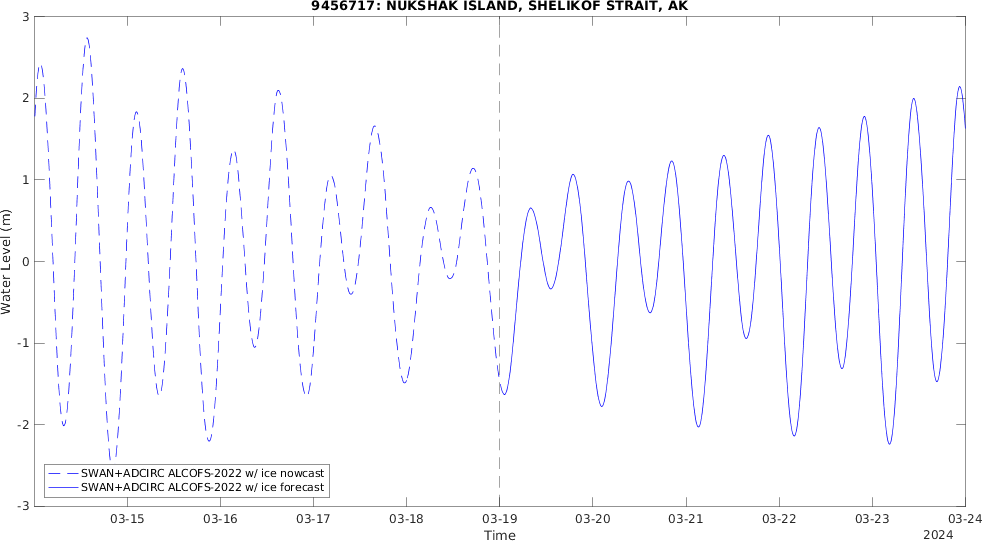 9456717: NUKSHAK ISLAND, SHELIKOF STRAIT, AK
3
2
1
0
-1
-2
-3
Water Level (m)
SWAN+ADCIRC ALCOFS-2022 w/ ice nowcast
SWAN+ADCIRC ALCOFS-2022 w/ ice forecast
03-15 03-16 03-17 03-18 03-19 03-20 03-21 03-22 03-23 03-24
Time
2024